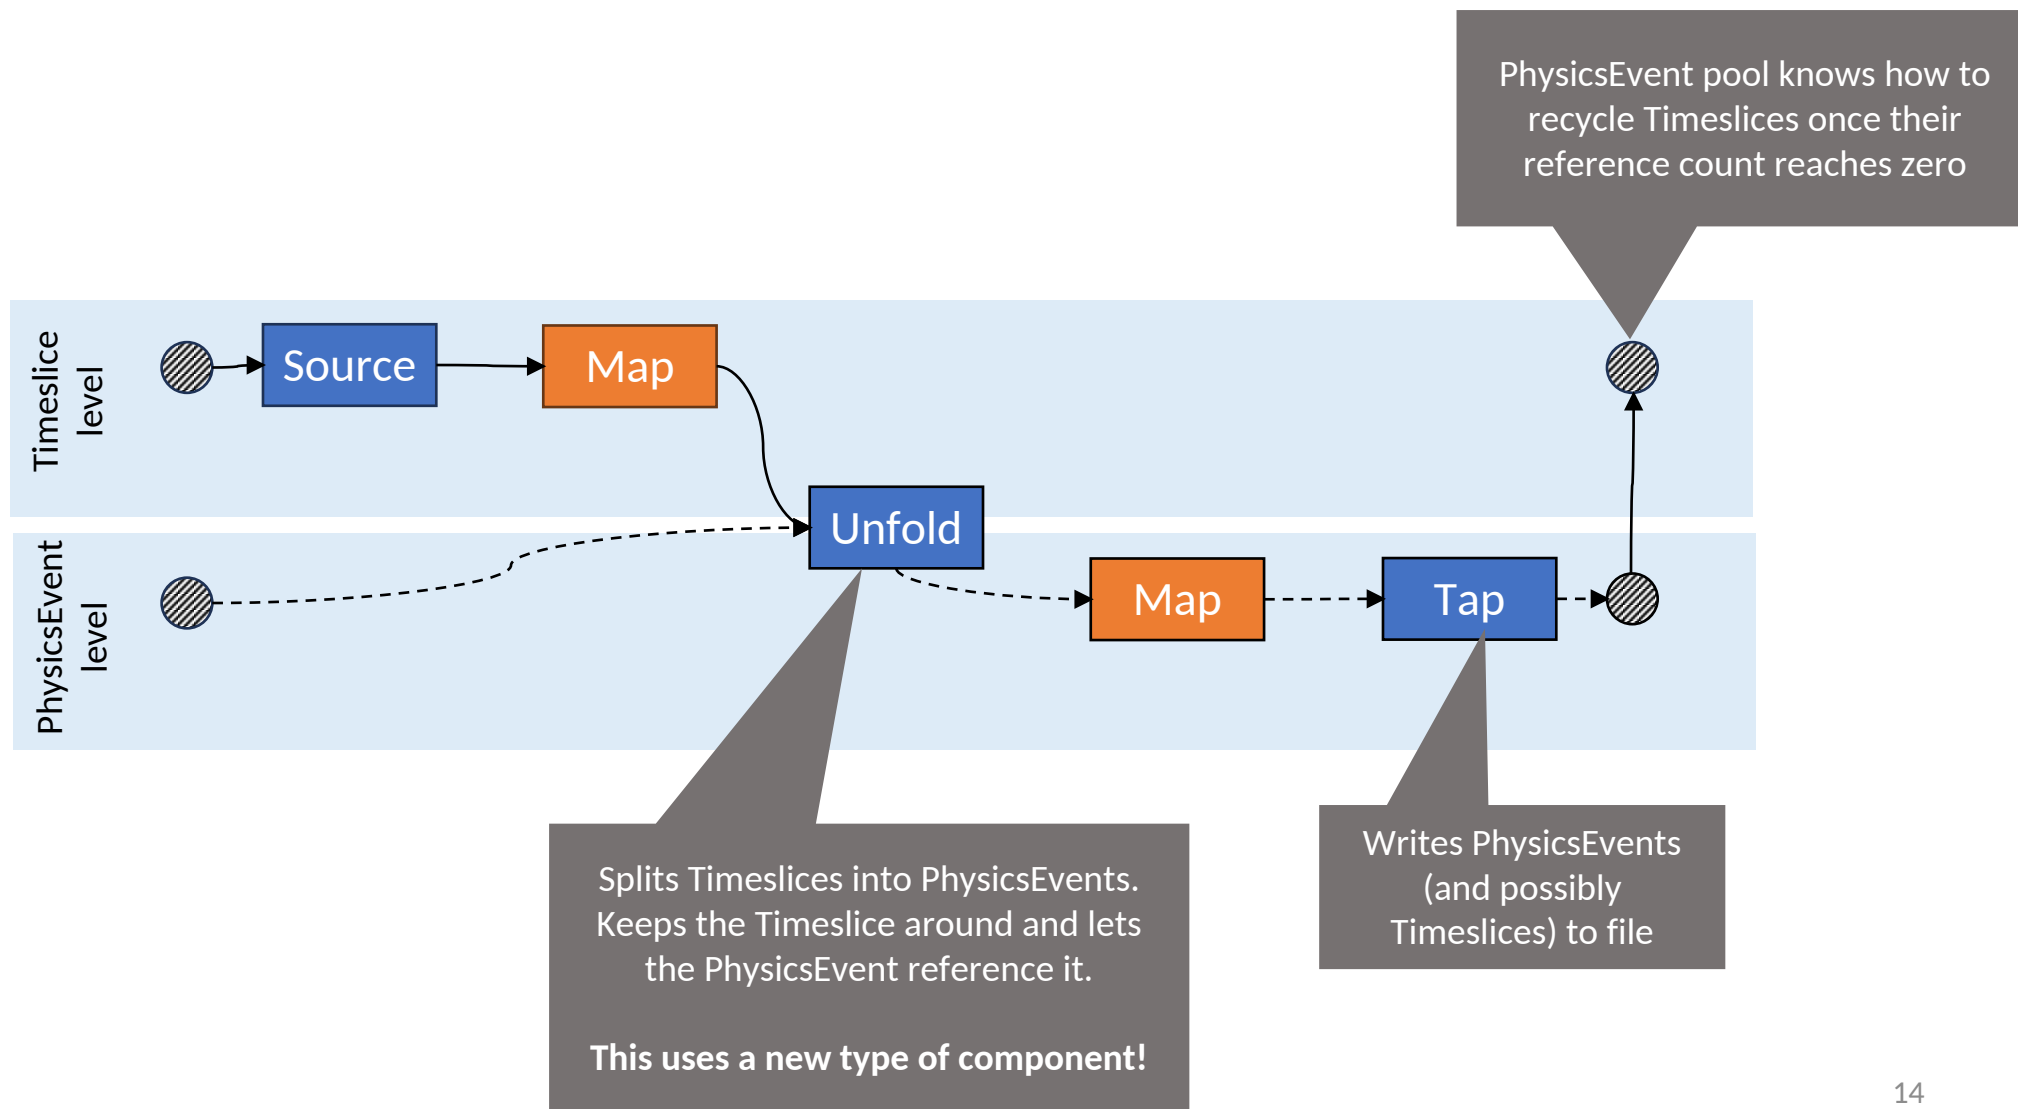 PhysicsEvent pool knows how to
recycle Timeslices once their
reference count reaches zero
Timeslice
level
Source
Map
Unfold
PhysicsEvent
level
Map
Tap
Splits Timeslices into PhysicsEvents.
Keeps the Timeslice around and lets
the PhysicsEvent reference it.
This uses a new type of component!
Writes PhysicsEvents
(and possibly
Timeslices) to file
14